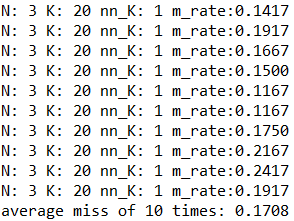 N: 3 K: 20 nn_K: 1 m_rate:0.1417
N: 3 K: 20 nn_K: 1 m_rate:0.1917
N: 3 K: 20 nn_K: 1 m_rate:0.1667
N: 3 K: 20 nn_K: 1 m_rate:0.1500
N: 3 K: 20 nn_K: 1 m_rate:0.1167
N: 3 K: 20 nn_K: 1 m_rate:0.1167
N: 3 K: 20 nn_K: 1 m_rate:0.1750
N: 3 K: 20 nn_K: 1 m_rate:0.2167
N: 3 K: 20 nn_K: 1 m_rate:0.2417
N: 3 K: 20 nn_K: 1 m_rate:0.1917
average miss of 10 times: 0.1708